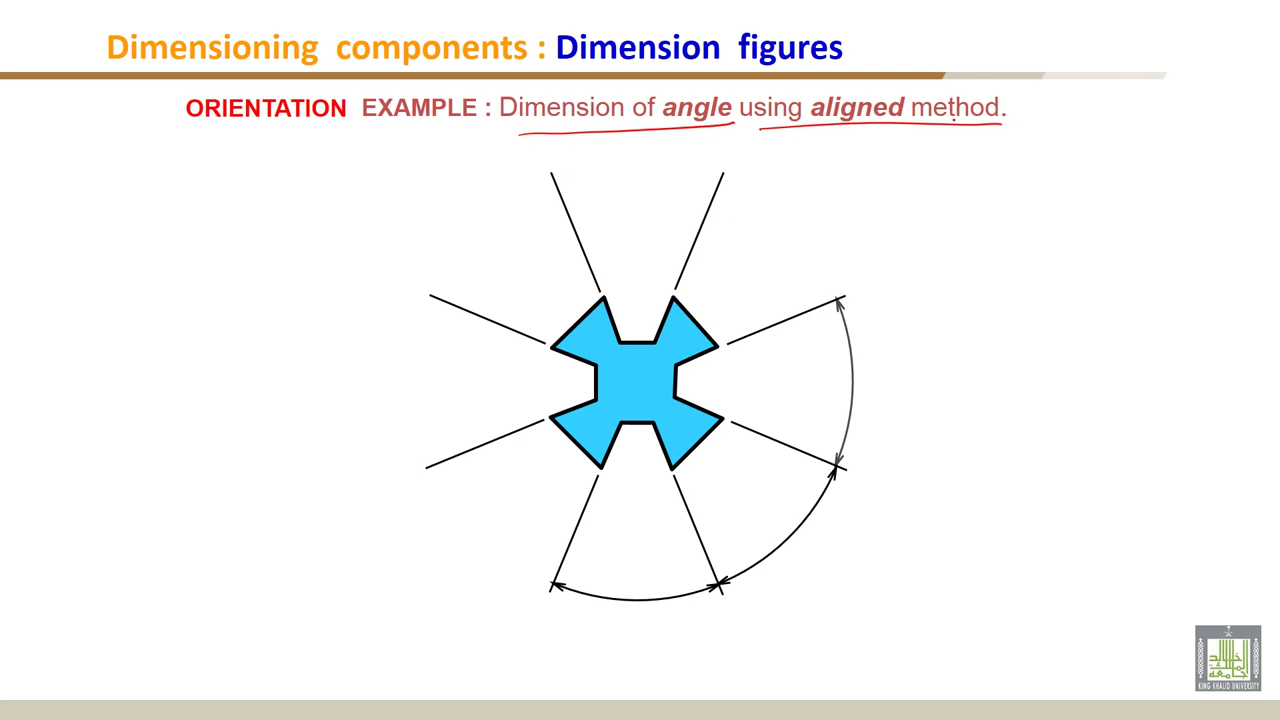 Dimensioning components : Dimension figures
ORIENTATION EXAMPLE : Dimension of angle using aligned method.
KING KHALID UNIVERSITY